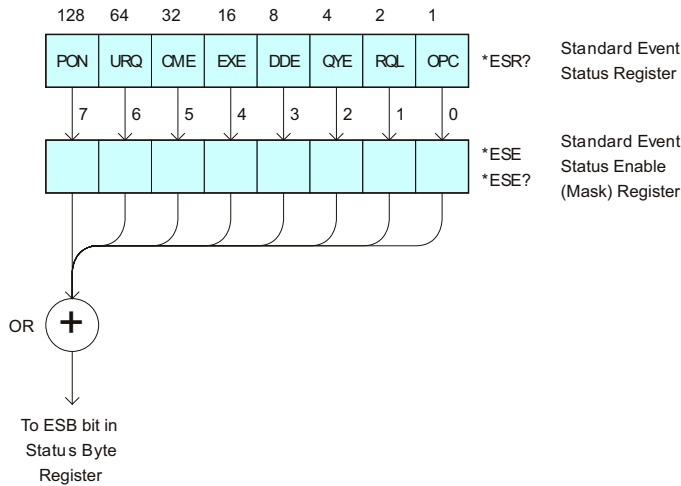 128 64 32 16 8 4 2 1
PON URQ CME EXE DDE QYE RQL OPC
*ESR?
Standard Event
Status Register
7 6 5 4 3 2 1 0
*ESE
*ESE?
Standard Event
Status Enable
(Mask) Register
OR
+
To ESB bit in
Status Byte
Register